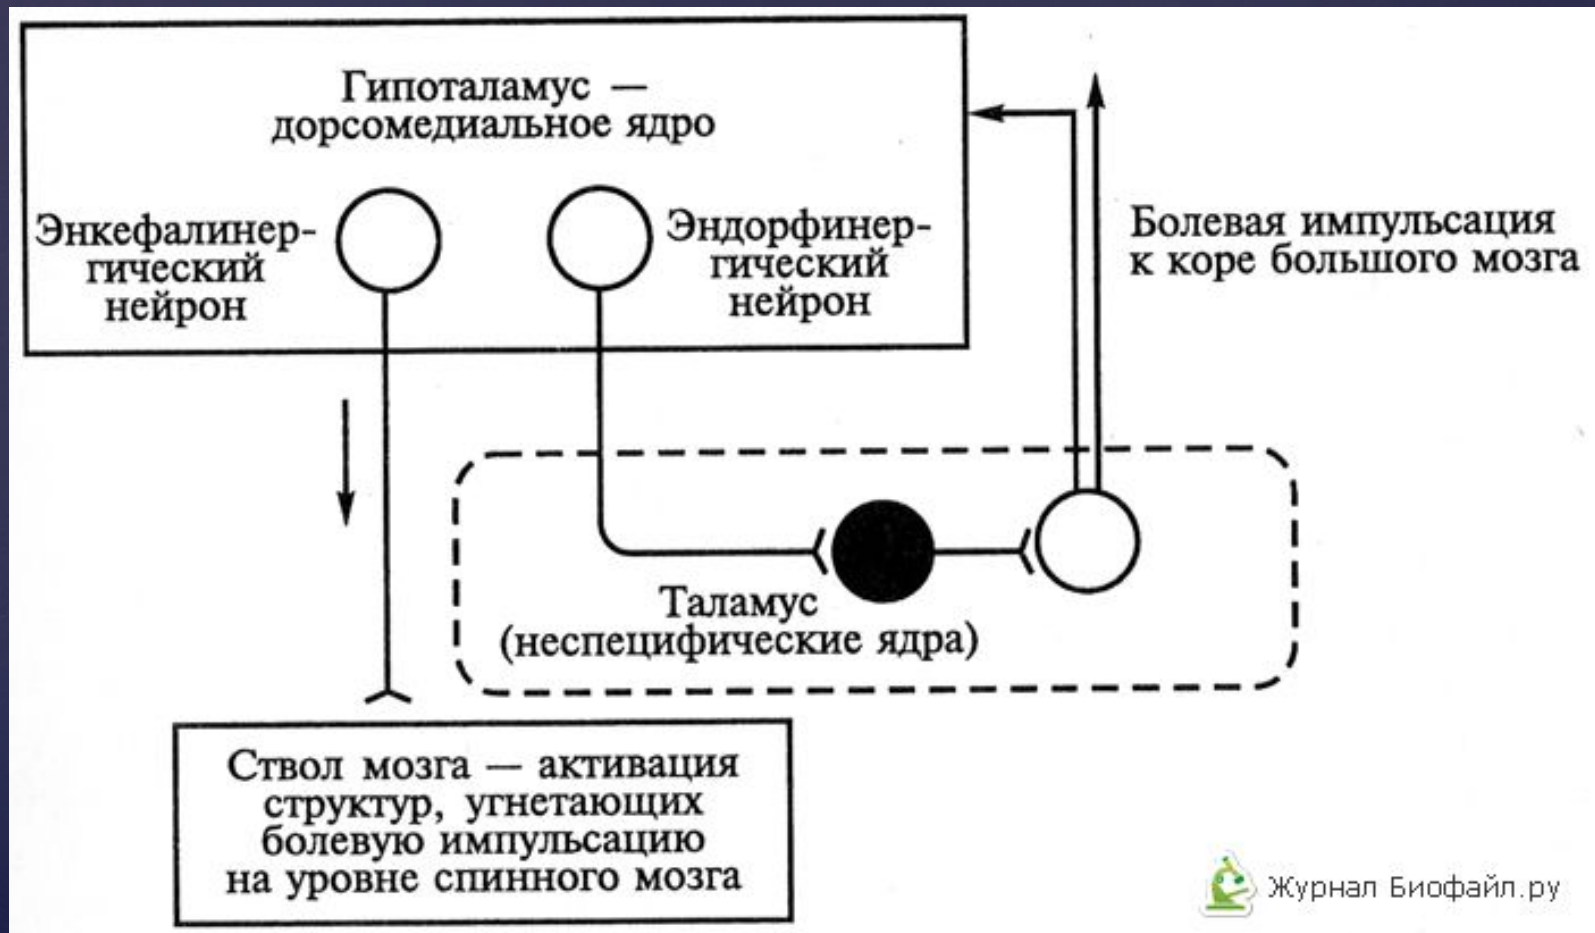 Гипоталамус —
дорсомедиальное ядро
Энкефалинер-
гический
нейрон
Эндорфинер-
гический
нейрон
Болевая импульсация
к коре большого мозга
Таламус
(неспецифические ядра)
Ствол мозга — активация
структур, угнетающих
болевую импульсацию
на уровне спинного мозга
Журнал Биофайл.ру